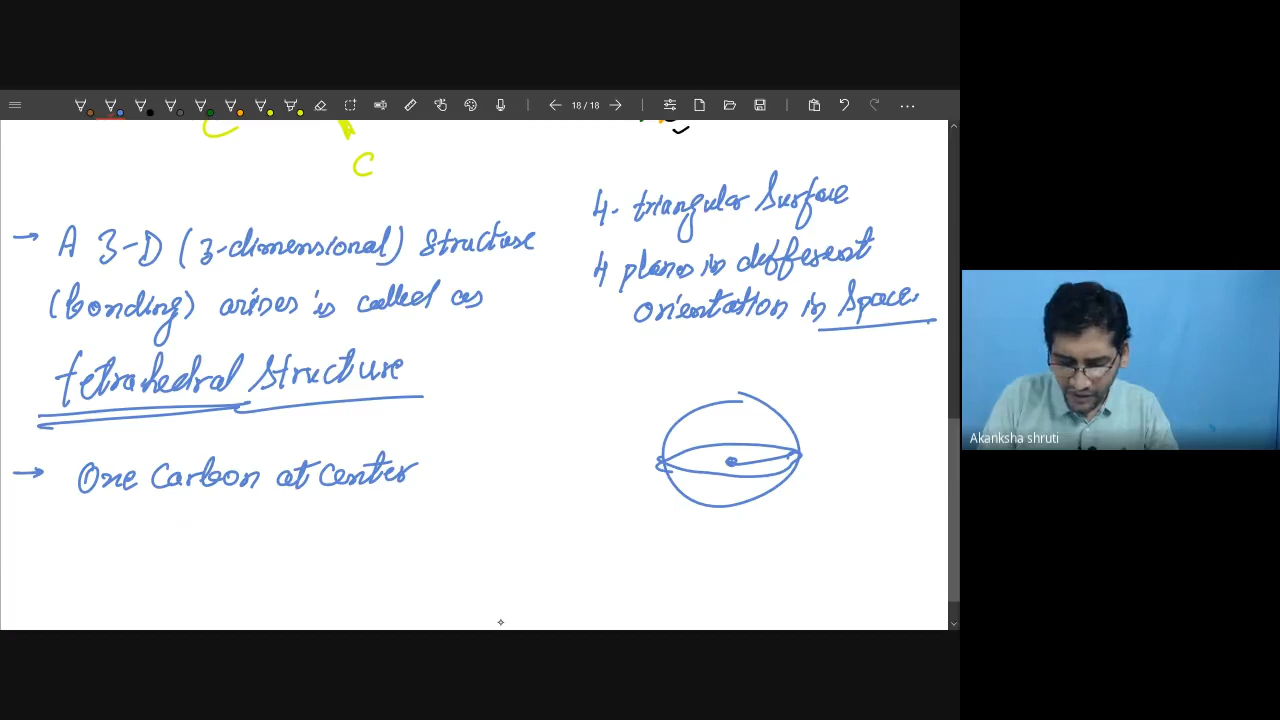 18 / 18
C
→ A 3-D (3-dimensional) structure
(bonding) arises is called as
tetrahedral structure
→ One Carbon at Center
4. triangular Surface
4 planes in different
orientation in Space.
Akanksha shruti